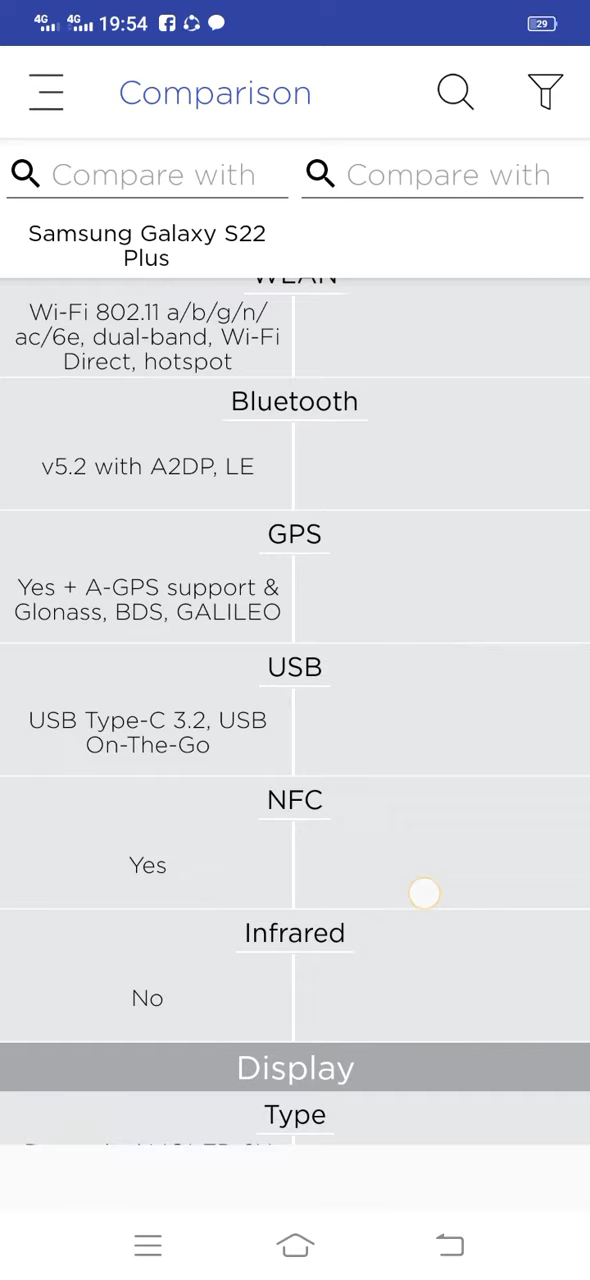 4G 4G 19:54 29
Comparison
Compare with Compare with
Samsung Galaxy S22
Plus
WLAN
Wi-Fi 802.11 a/b/g/n/
ac/6e, dual-band, Wi-Fi
Direct, hotspot
Bluetooth
v5.2 with A2DP, LE
GPS
Yes + A-GPS support &
Glonass, BDS, GALILEO
USB
USB Type-C 3.2, USB
On-The-Go
NFC
Yes
Infrared
No
Display
Type